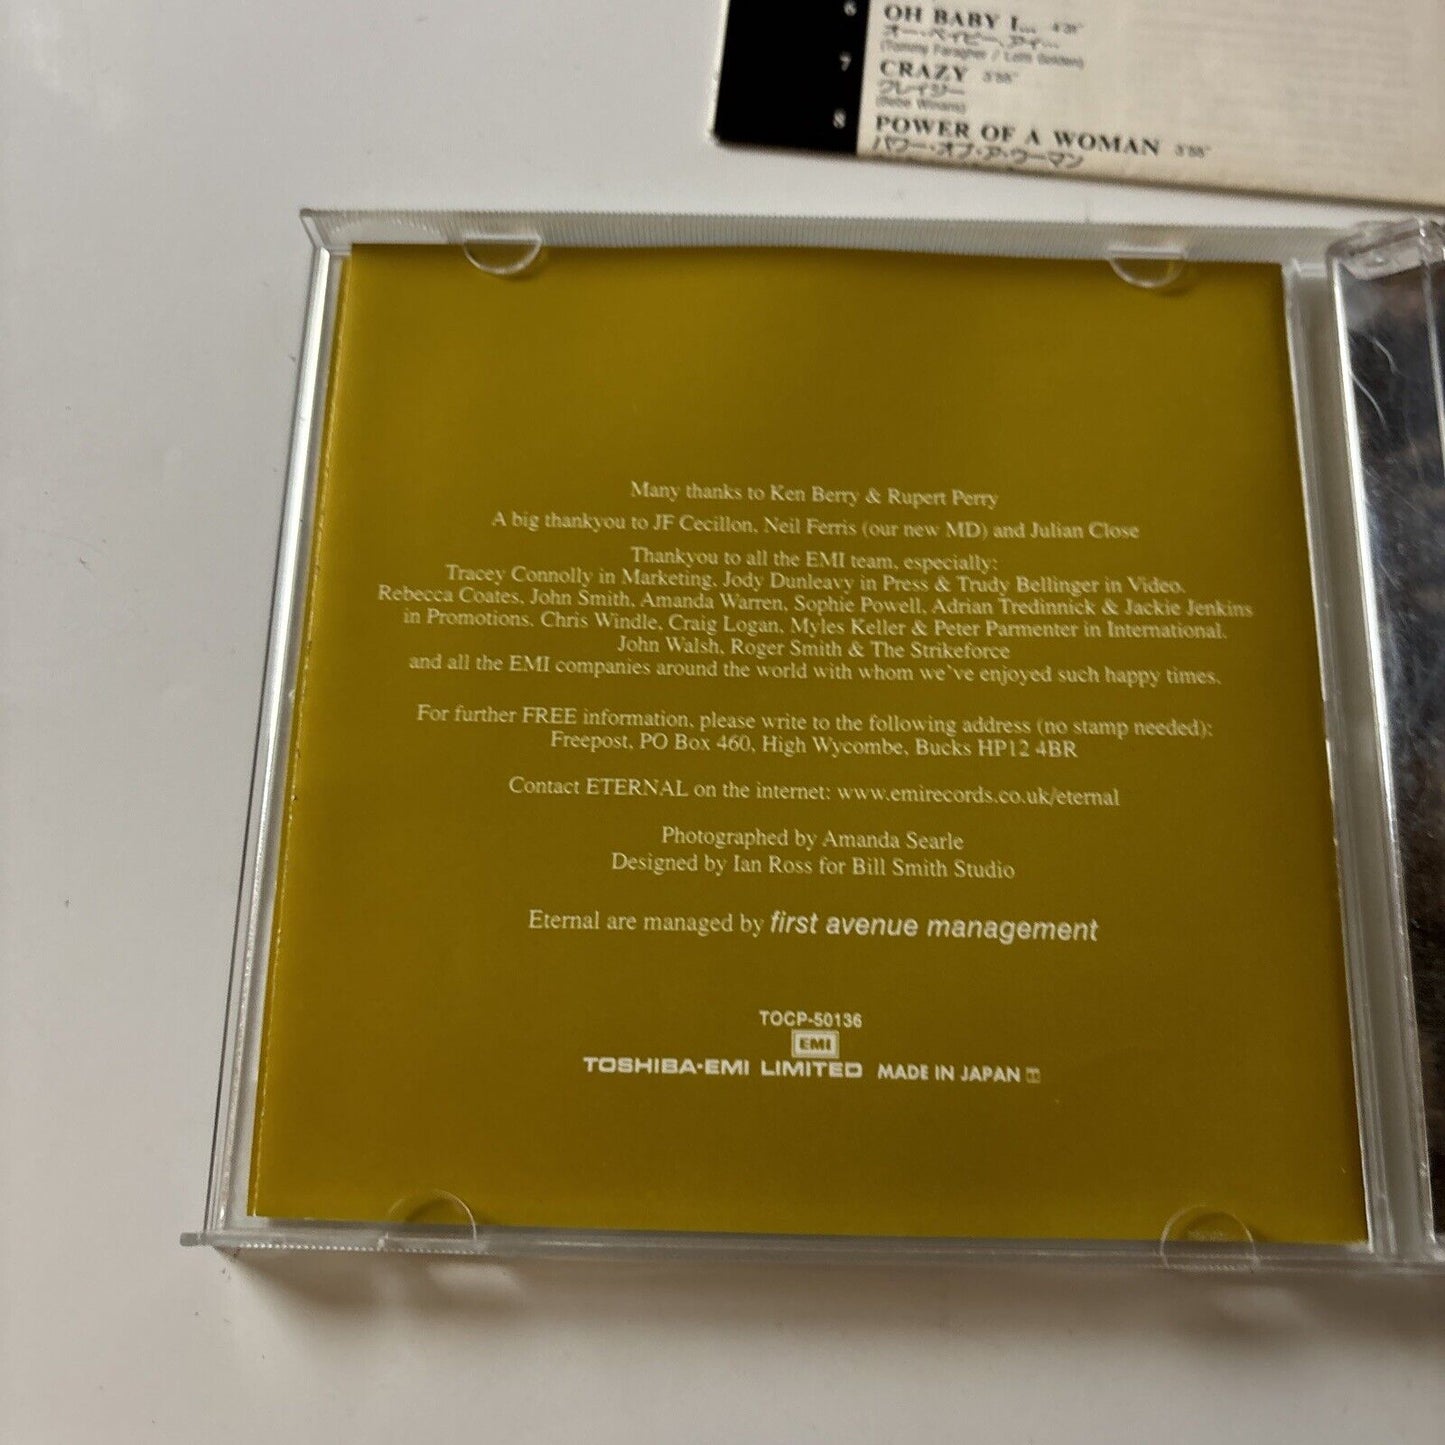 6 OH BABY I... 4'31"
オー・ベイビー、アイ…
(Tommy Faragher / Lotti Golden)
7 CRAZY 3'55"
クレイジー
(Bebe Winans)
8 POWER OF A WOMAN 3'55"
パワー・オブ・ア・ウーマン
Many thanks to Ken Berry & Rupert Perry
A big thankyou to JF Cecillon, Neil Ferris (our new MD) and Julian Close
Thankyou to all the EMI team, especially:
Tracey Connolly in Marketing, Jody Dunleavy in Press & Trudy Bellinger in Video.
Rebecca Coates, John Smith, Amanda Warren, Sophie Powell, Adrian Tredinnick & Jackie Jenkins
in Promotions. Chris Windle, Craig Logan, Myles Keller & Peter Parmenter in International.
John Walsh, Roger Smith & The Strikeforce
and all the EMI companies around the world with whom we've enjoyed such happy times.
For further FREE information, please write to the following address (no stamp needed):
Freepost, PO Box 460, High Wycombe, Bucks HP12 4BR
Contact ETERNAL on the internet: www.emirecords.co.uk/eternal
Photographed by Amanda Searle
Designed by Ian Ross for Bill Smith Studio
Eternal are managed by first avenue management
TOCP-50136
EMI
TOSHIBA-EMI LIMITED MADE IN JAPAN